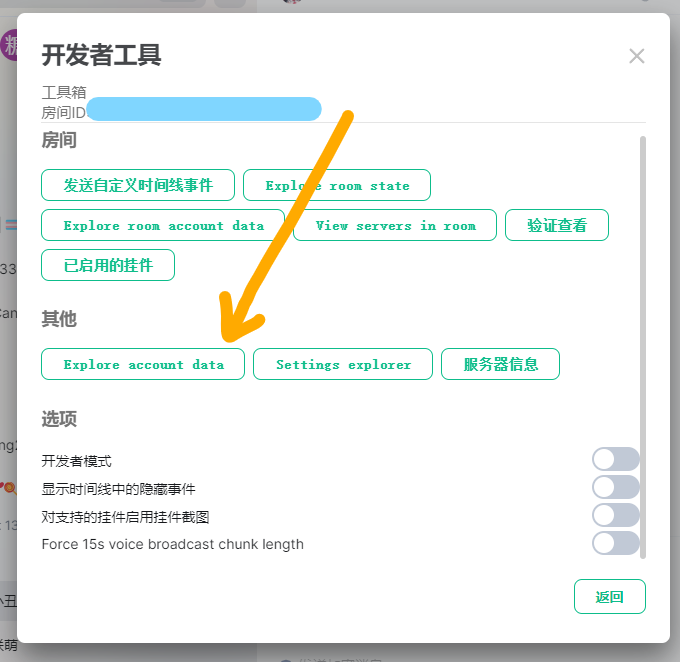 开发者工具
工具箱
房间ID:
房间
发送自定义时间线事件
Explore room state
Explore room account data
View servers in room
验证查看
已启用的挂件
其他
Explore account data
Settings explorer
服务器信息
选项
开发者模式
显示时间线中的隐藏事件
对支持的挂件启用挂件截图
Force 15s voice broadcast chunk length
返回